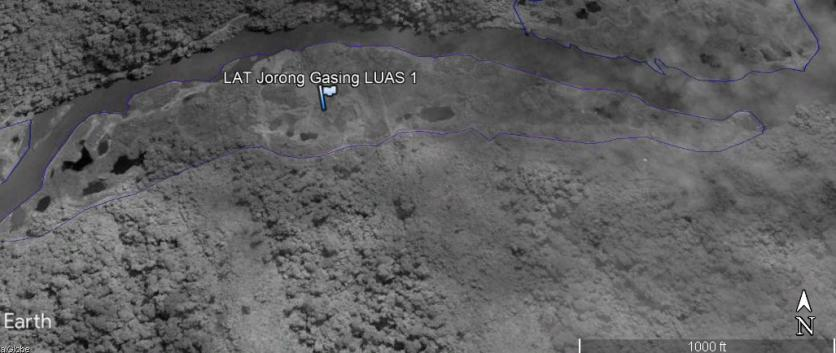 LAT Jorong Gasing LUAS 1
N
Earth
1000 ft